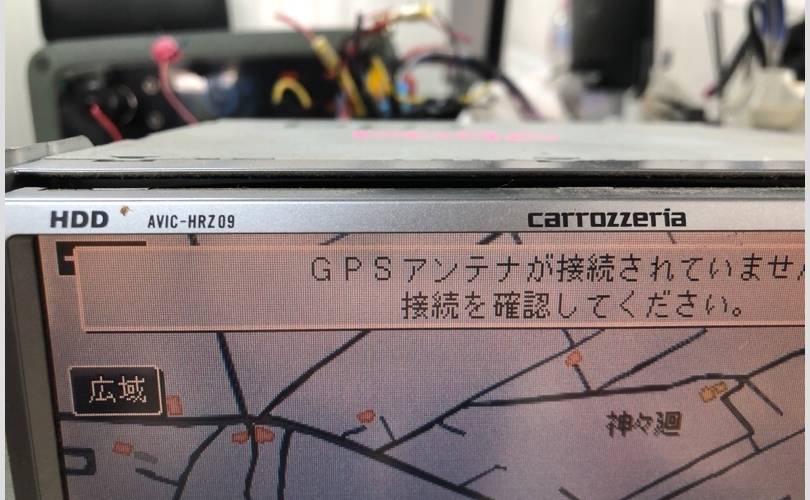 HDD AVIC-HRZ09 carrozzeria
GPSアンテナが接続されていません
接続を確認してください。
広域
神々廻